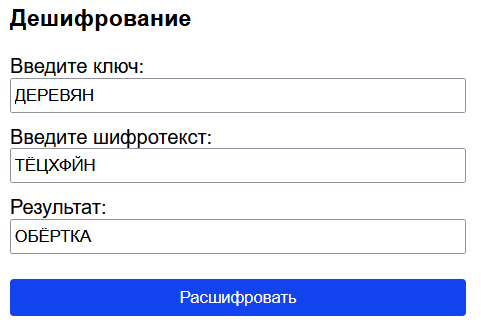 Дешифрование
Введите ключ:
ДЕРЕВЯН
Введите шифротекст:
ТЁЦХФЙН
Результат:
ОБЁРТКА
Расшифровать